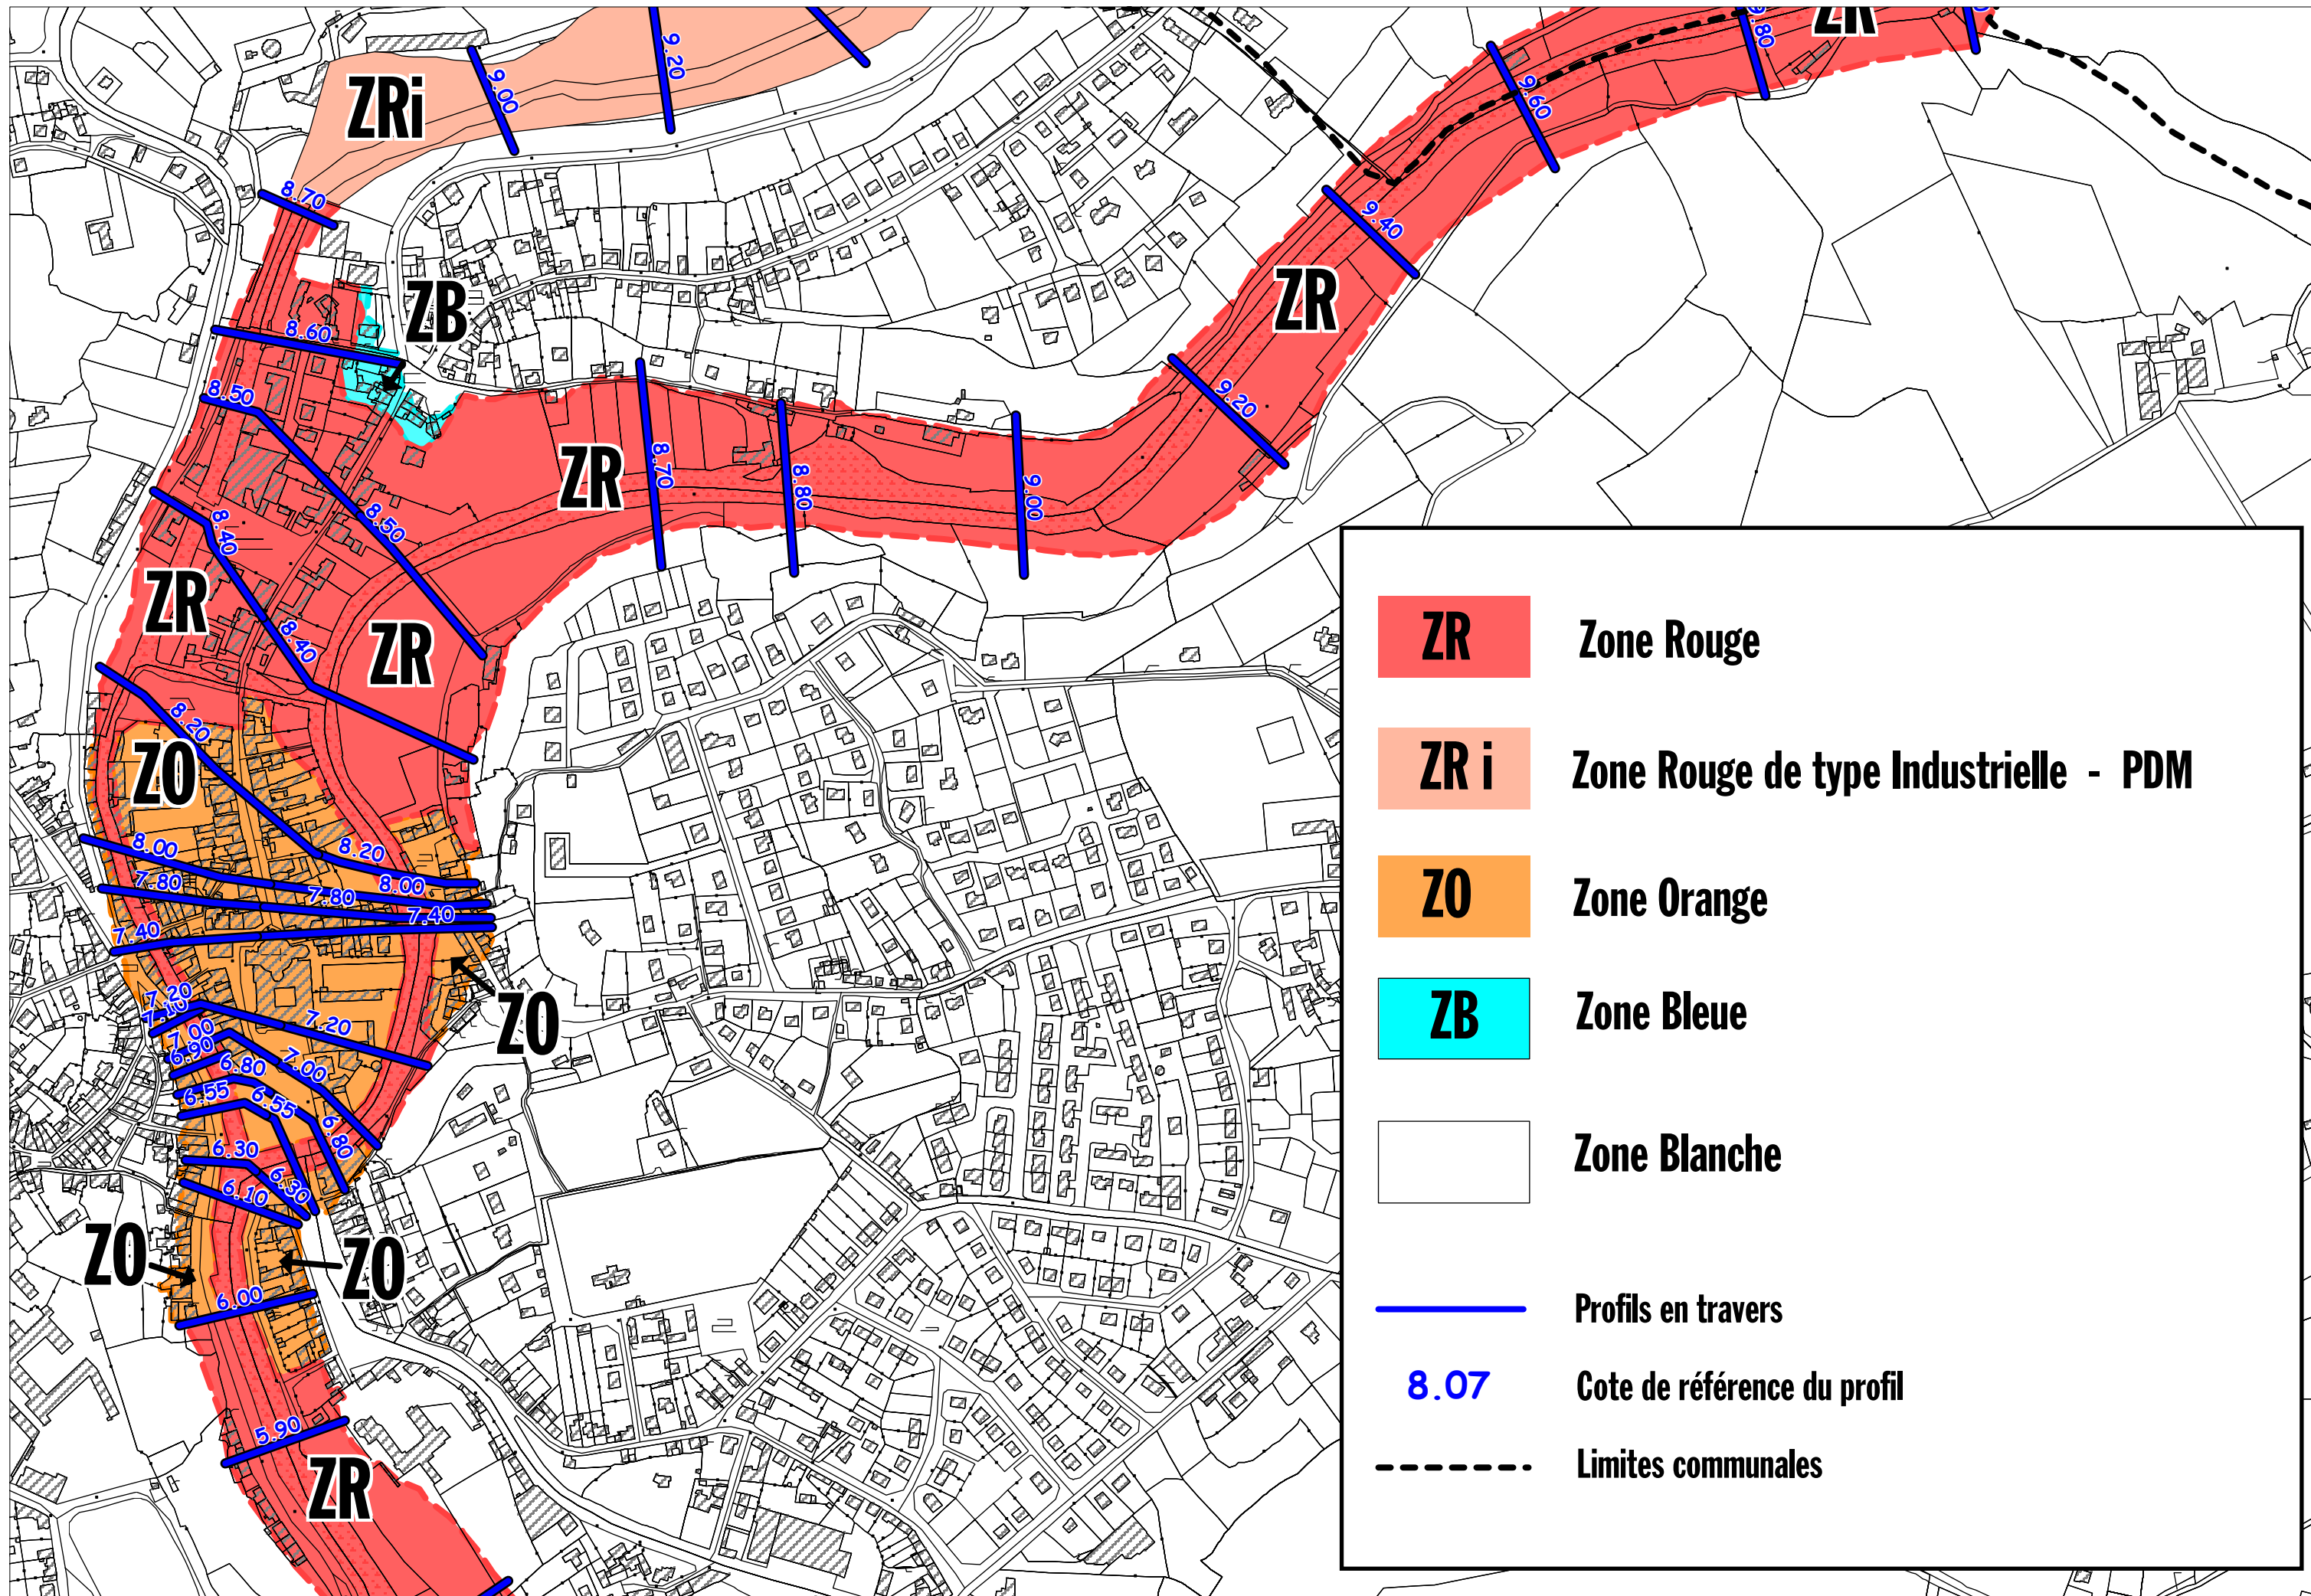 ZR
9.20
9.80
ZRi
9.00
9.60
8.70
9.40
ZB
ZR
8.60
8.50
9.20
ZR
8.70
8.80
9.00
8.50
8.40
ZR
8.40
ZR
8.20
ZO
8.00
8.20
7.80
8.00
7.80
7.40
7.40
7.20
7.10
7.20
ZO
7.00
6.90
6.80
7.00
6.55
6.55
6.80
6.30
6.30
6.10
ZO
ZO
6.00
5.90
ZR
ZR Zone Rouge
ZR i Zone Rouge de type Industrielle - PDM
ZO Zone Orange
ZB Zone Bleue
Zone Blanche
Profils en travers
8.07 Cote de référence du profil
Limites communales